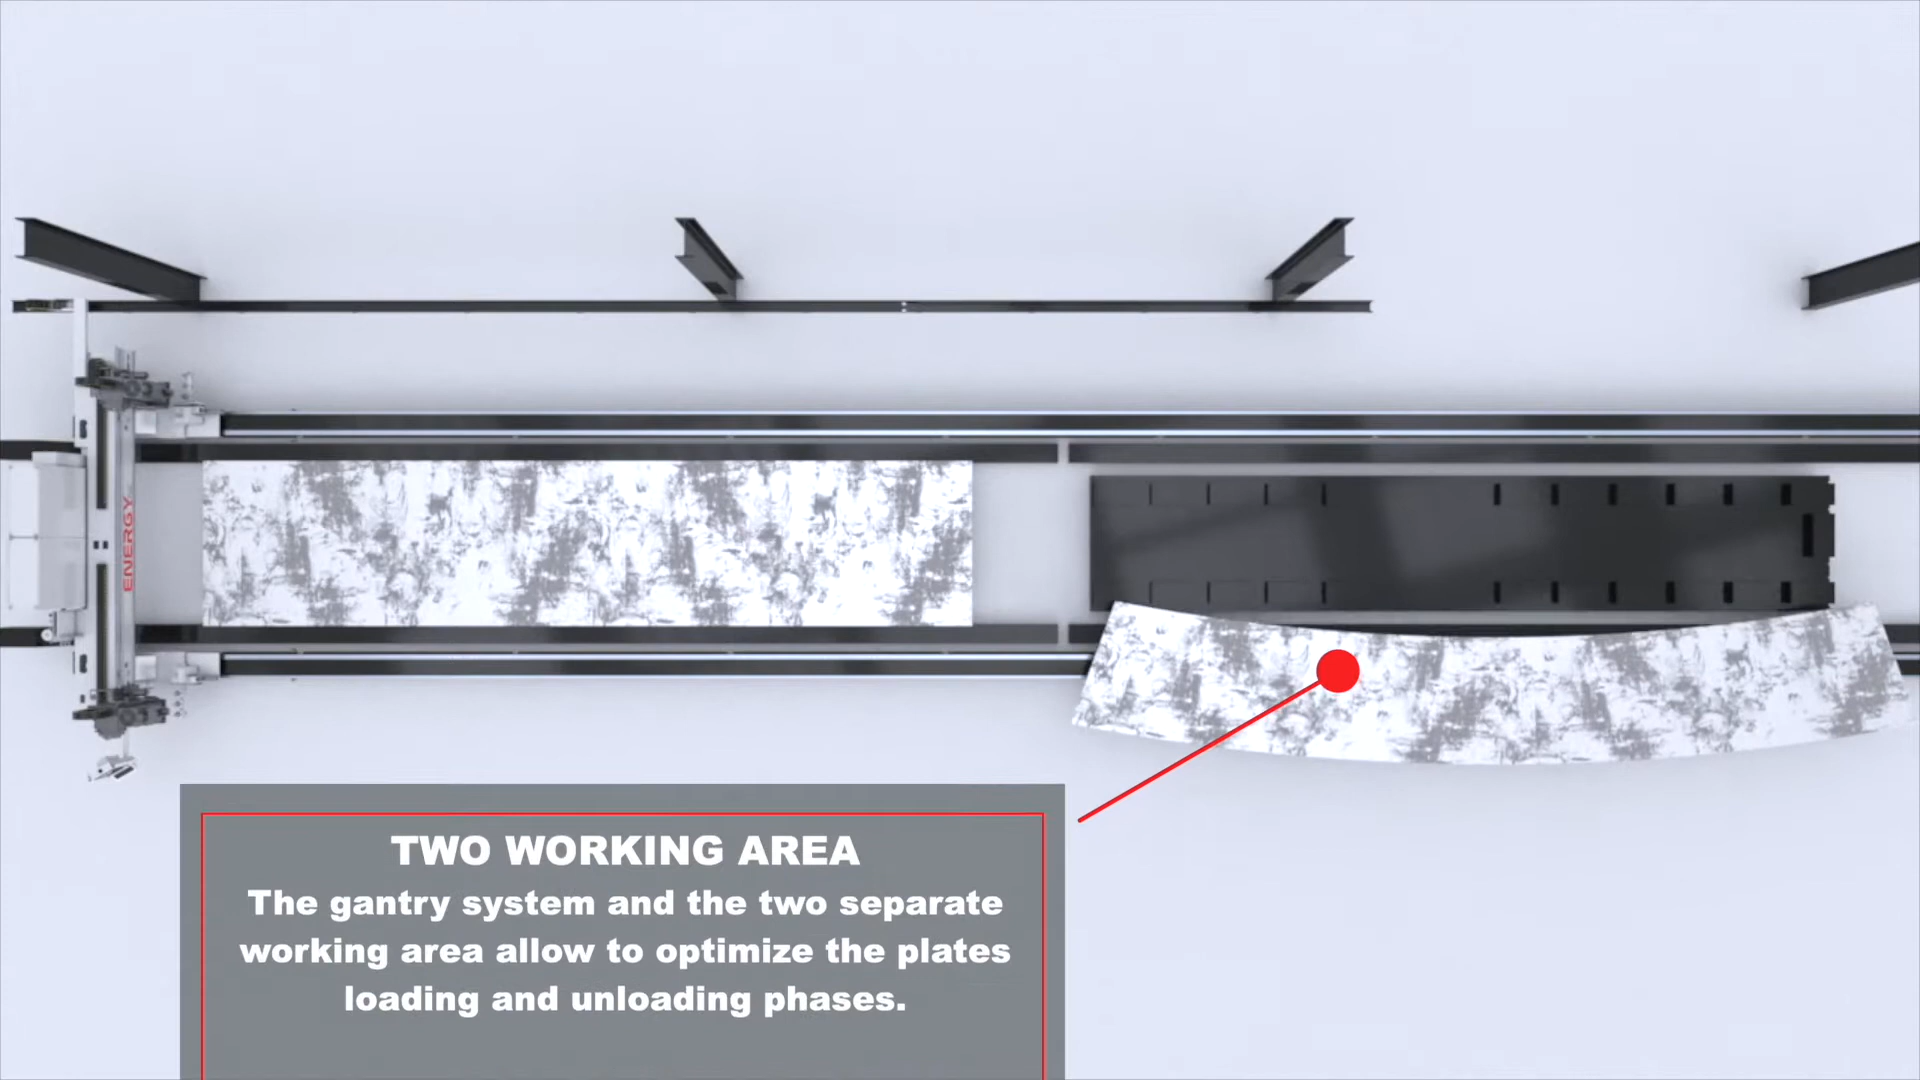 ENERGY
TWO WORKING AREA
The gantry system and the two separate
working area allow to optimize the plates
loading and unloading phases.